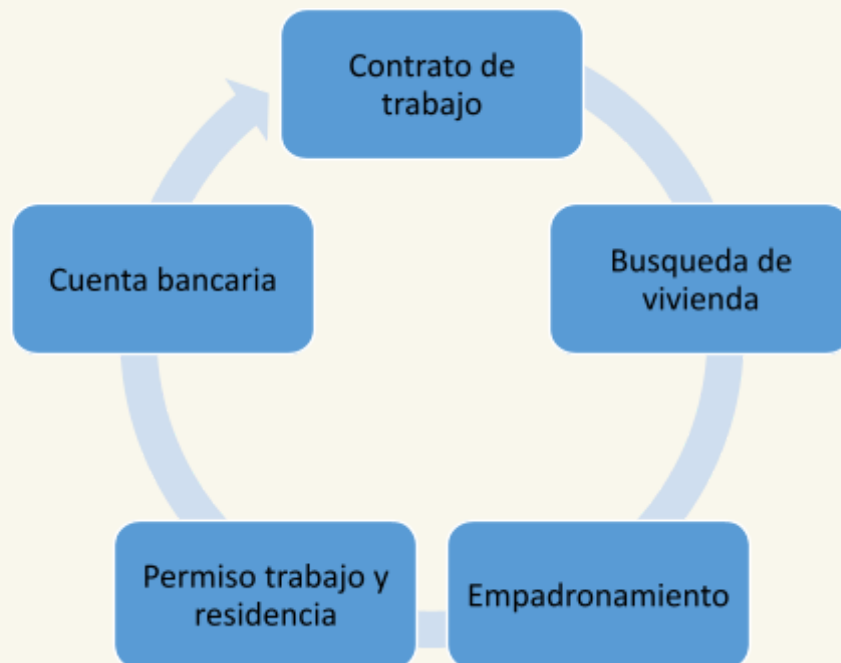 Contrato de
trabajo
Busqueda de
vivienda
Empadronamiento
Permiso trabajo y
residencia
Cuenta bancaria